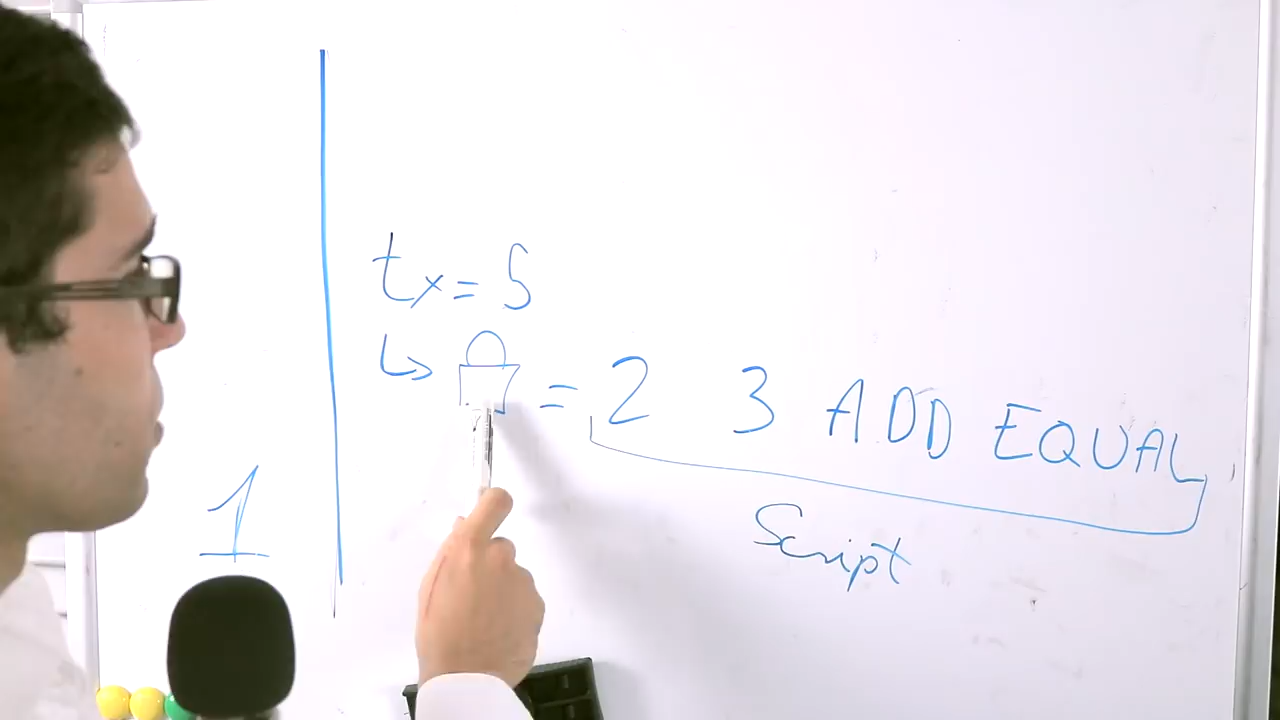 tx = 5
↳ = 2 3 ADD EQUAL
Script
1